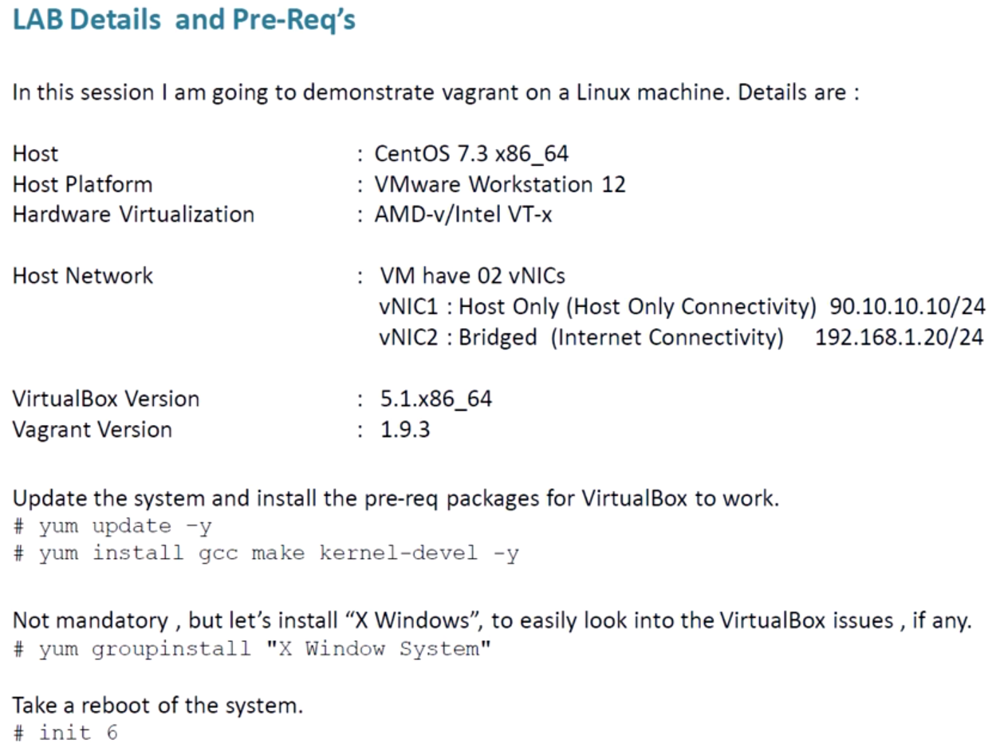 LAB Details and Pre-Req's
In this session I am going to demonstrate vagrant on a Linux machine. Details are :
Host : CentOS 7.3 x86_64
Host Platform : VMware Workstation 12
Hardware Virtualization : AMD-v/Intel VT-x
Host Network : VM have 02 vNICs
vNIC1 : Host Only (Host Only Connectivity) 90.10.10.10/24
vNIC2 : Bridged (Internet Connectivity) 192.168.1.20/24
VirtualBox Version : 5.1.x86_64
Vagrant Version : 1.9.3
Update the system and install the pre-req packages for VirtualBox to work.
# yum update -y
# yum install gcc make kernel-devel -y
Not mandatory , but let's install “X Windows”, to easily look into the VirtualBox issues , if any.
# yum groupinstall "X Window System"
Take a reboot of the system.
# init 6